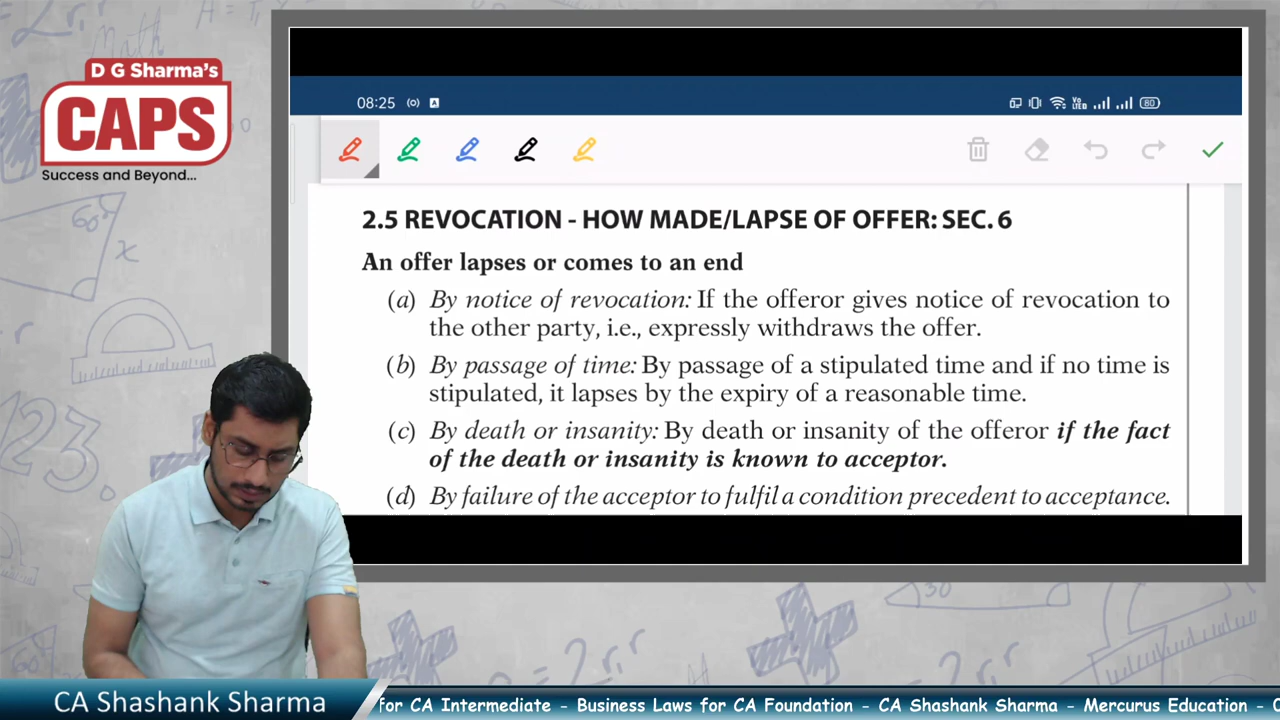 D G Sharma's
CAPS
Success and Beyond...
08:25
80
2.5 REVOCATION - HOW MADE/LAPSE OF OFFER: SEC. 6
An offer lapses or comes to an end
(a) By notice of revocation: If the offeror gives notice of revocation to
the other party, i.e., expressly withdraws the offer.
(b) By passage of time: By passage of a stipulated time and if no time is
stipulated, it lapses by the expiry of a reasonable time.
(c) By death or insanity: By death or insanity of the offeror if the fact
of the death or insanity is known to acceptor.
(d) By failure of the acceptor to fulfil a condition precedent to acceptance.
CA Shashank Sharma
for CA Intermediate - Business Laws for CA Foundation - CA Shashank Sharma - Mercurus Education -